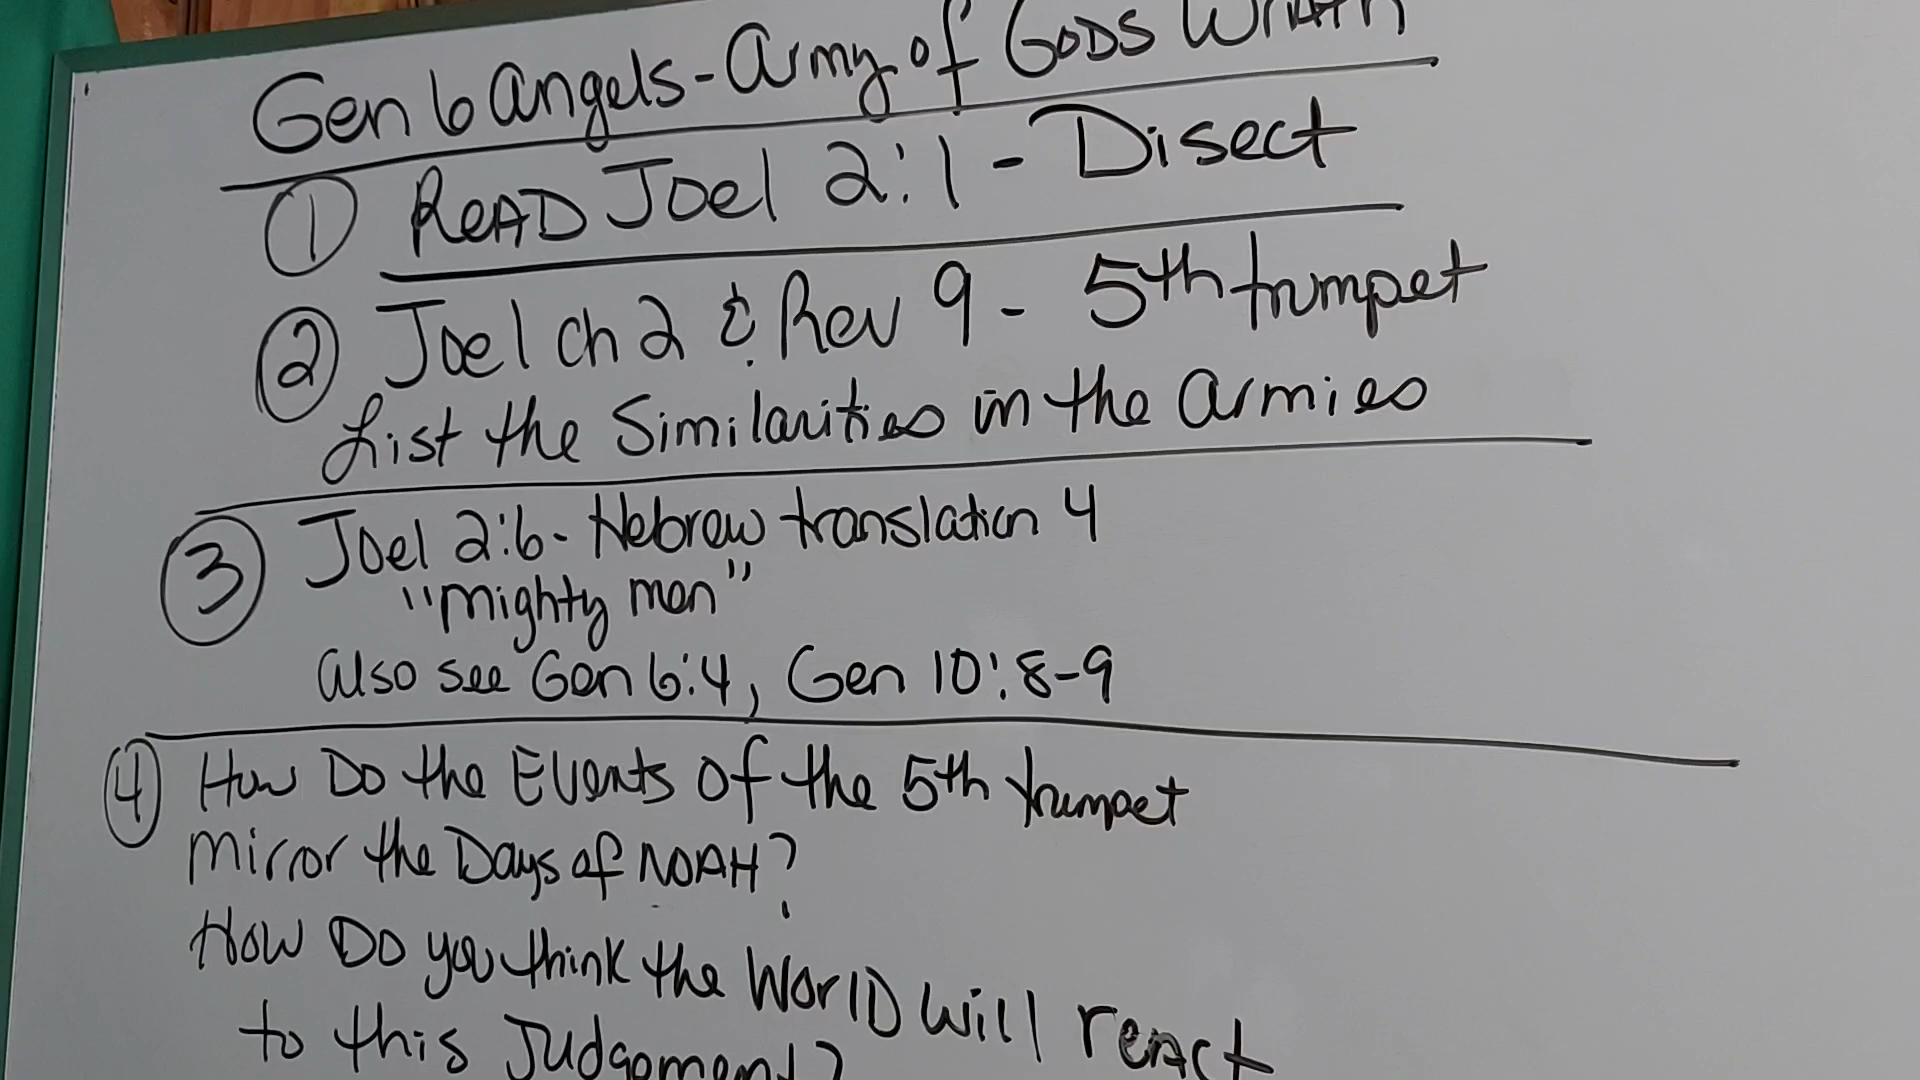 Gen 6 Angels - Army of GODS WRATH
① READ Joel 2:1 - Disect
② Joel ch 2 & Rev 9 - 5th trumpet
List the Similarities in the armies
③ Joel 2:6 - Hebrew translation 4
"mighty men"
also see Gen 6:4, Gen 10:8-9
④ How Do the Events of the 5th trumpet
mirror the Days of NOAH?
How Do you think the World will react
to this Judgement?